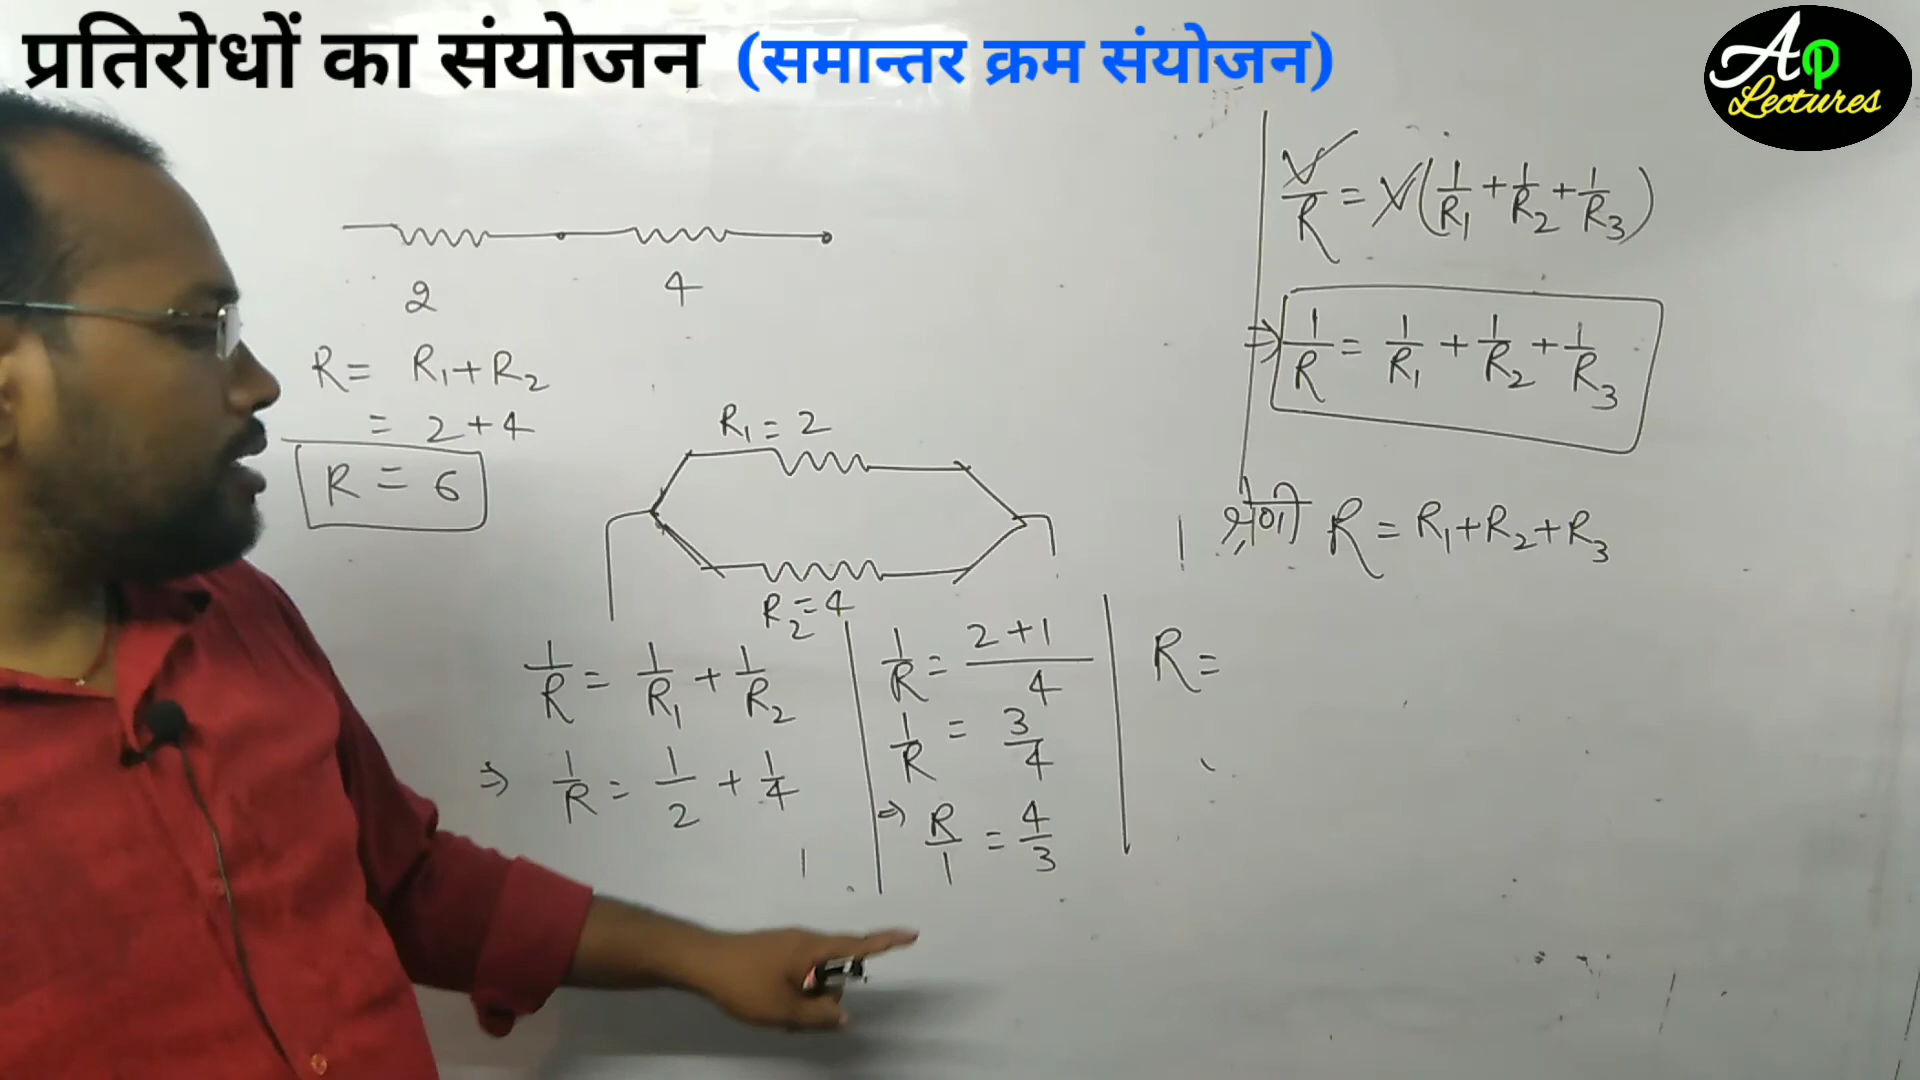 प्रतिरोधों का संयोजन (समान्तर क्रम संयोजन)
Ap
Lectures
2 4
R = R₁+R₂
= 2+4
R = 6
R₁ = 2
R₂ = 4
1/R = 1/R₁ + 1/R₂
⇒ 1/R = 1/2 + 1/4
1/R = 2+1/4
1/R = 3/4
⇒ R/1 = 4/3
R =
V/R = V(1/R₁ + 1/R₂ + 1/R₃)
⇒ 1/R = 1/R₁ + 1/R₂ + 1/R₃
श्रेणी R = R₁+R₂+R₃